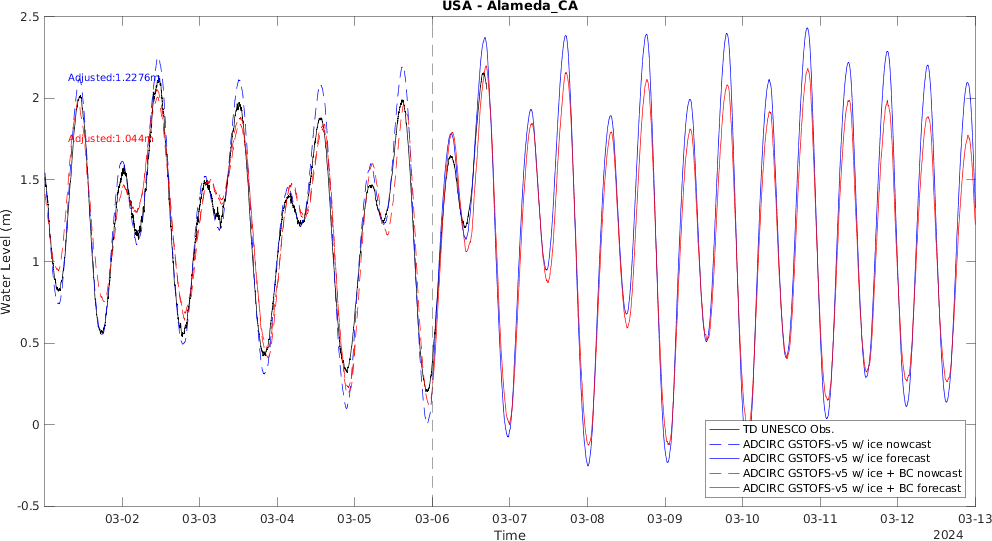 USA - Alameda_CA
2.5
2
1.5
1
0.5
0
-0.5
Water Level (m)
Adjusted:1.2276m
Adjusted:1.044m
TD UNESCO Obs.
ADCIRC GSTOFS-v5 w/ ice nowcast
ADCIRC GSTOFS-v5 w/ ice forecast
ADCIRC GSTOFS-v5 w/ ice + BC nowcast
ADCIRC GSTOFS-v5 w/ ice + BC forecast
03-02 03-03 03-04 03-05 03-06 03-07 03-08 03-09 03-10 03-11 03-12 03-13
Time
2024